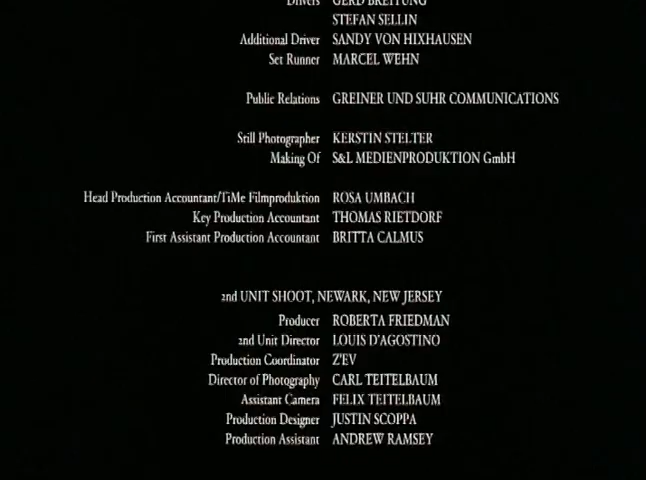 Drivers GERD BREITUNG
STEFAN SELLIN
Additional Driver SANDY VON HIXHAUSEN
Set Runner MARCEL WEHN
Public Relations GREINER UND SUHR COMMUNICATIONS
Still Photographer KERSTIN STELTER
Making Of S&L MEDIENPRODUKTION GmbH
Head Production Accountant/TiMe Filmproduktion ROSA UMBACH
Key Production Accountant THOMAS RIETDORF
First Assistant Production Accountant BRITTA CALMUS
2nd UNIT SHOOT, NEWARK, NEW JERSEY
Producer ROBERTA FRIEDMAN
2nd Unit Director LOUIS D'AGOSTINO
Production Coordinator Z'EV
Director of Photography CARL TEITELBAUM
Assistant Camera FELIX TEITELBAUM
Production Designer JUSTIN SCOPPA
Production Assistant ANDREW RAMSEY